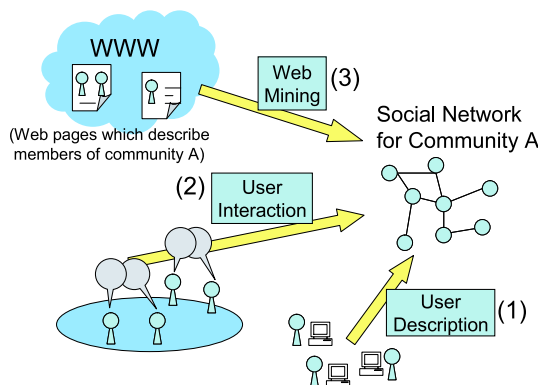 WWW
(Web pages which describe
members of community A)
Web
Mining
(3)
Social Network
for Community A
(2)
User
Interaction
User
Description
(1)